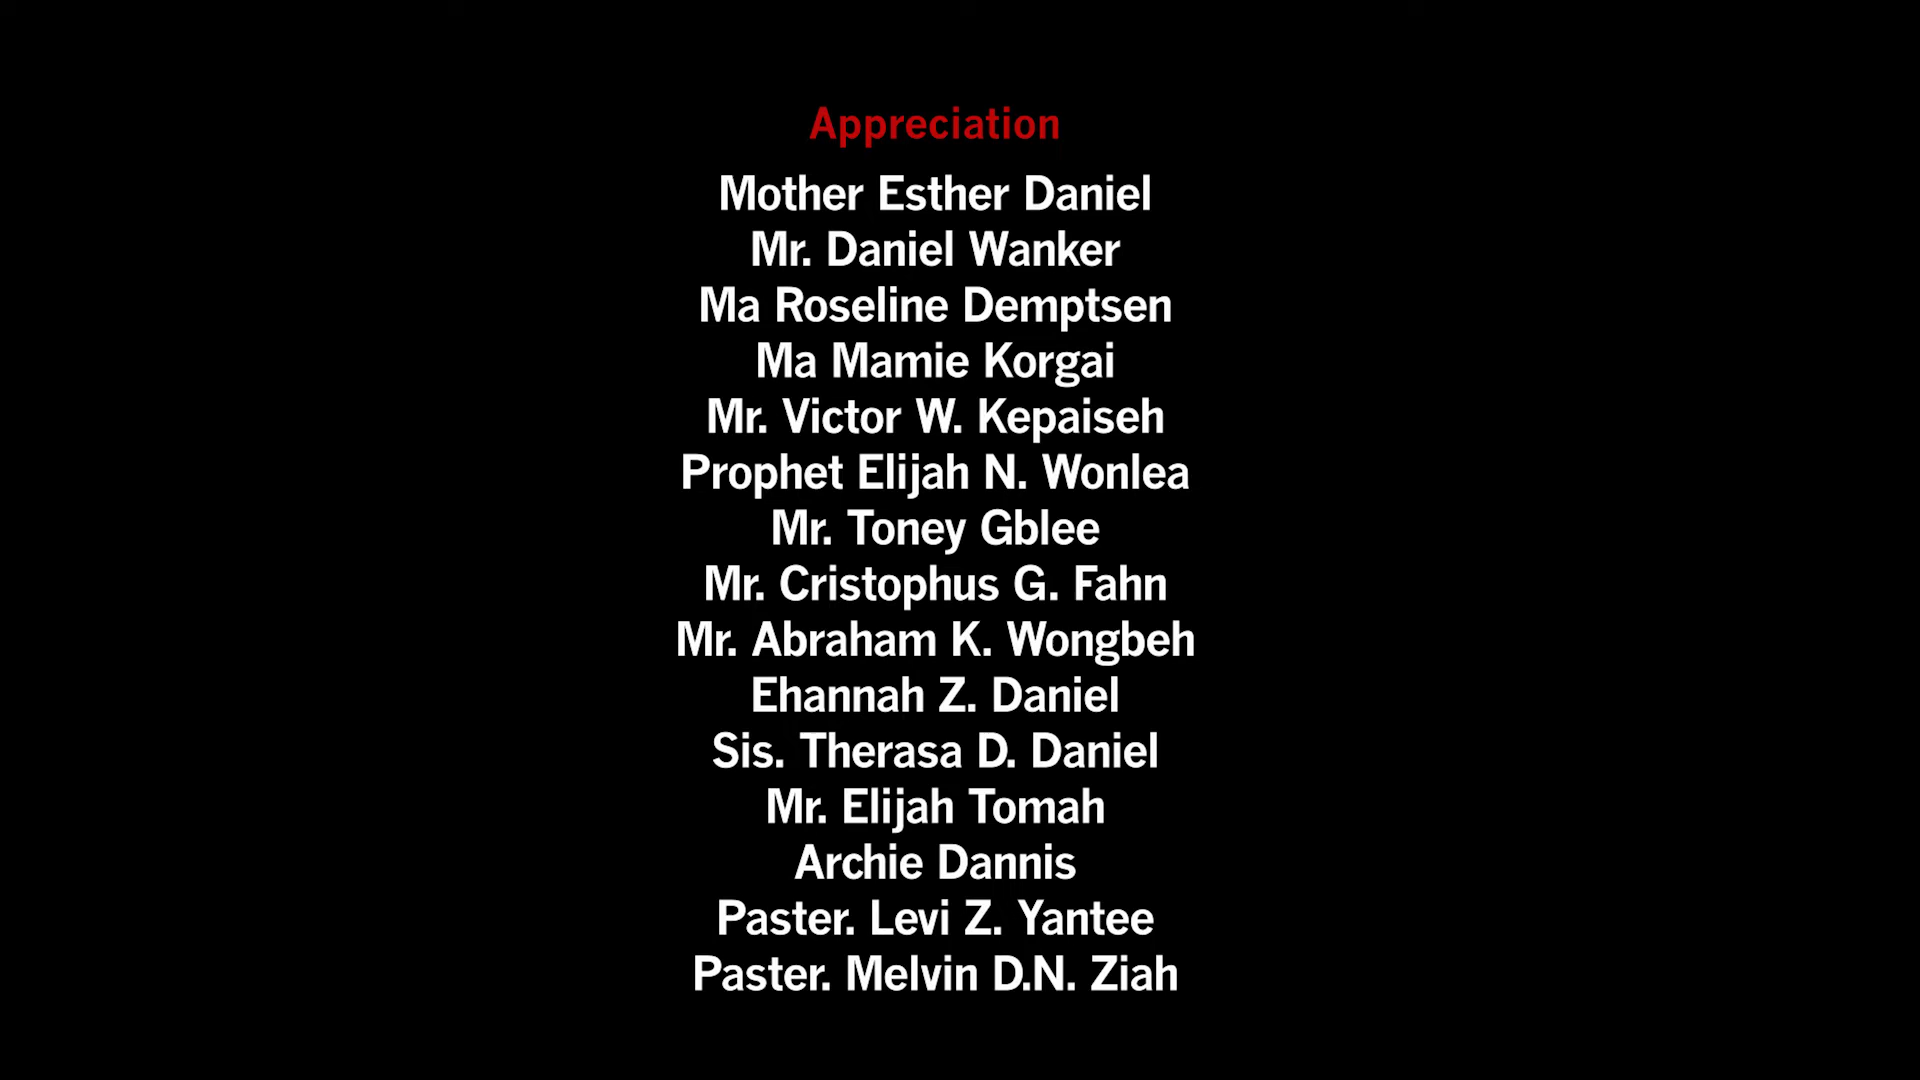 Appreciation
Mother Esther Daniel
Mr. Daniel Wanker
Ma Roseline Demptsen
Ma Mamie Korgai
Mr. Victor W. Kepaiseh
Prophet Elijah N. Wonlea
Mr. Toney Gblee
Mr. Cristophus G. Fahn
Mr. Abraham K. Wongbeh
Ehannah Z. Daniel
Sis. Therasa D. Daniel
Mr. Elijah Tomah
Archie Dannis
Paster. Levi Z. Yantee
Paster. Melvin D.N. Ziah